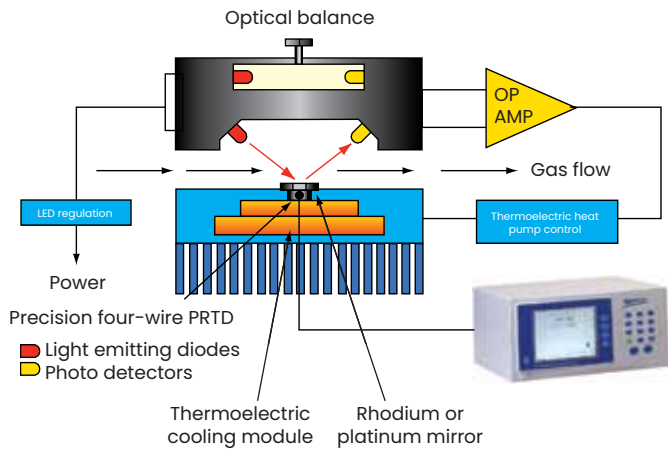 Optical balance
OP
AMP
Gas flow
LED regulation
Thermoelectric heat
pump control
Power
Precision four-wire PRTD
Light emitting diodes
Photo detectors
Thermoelectric
cooling module
Rhodium or
platinum mirror